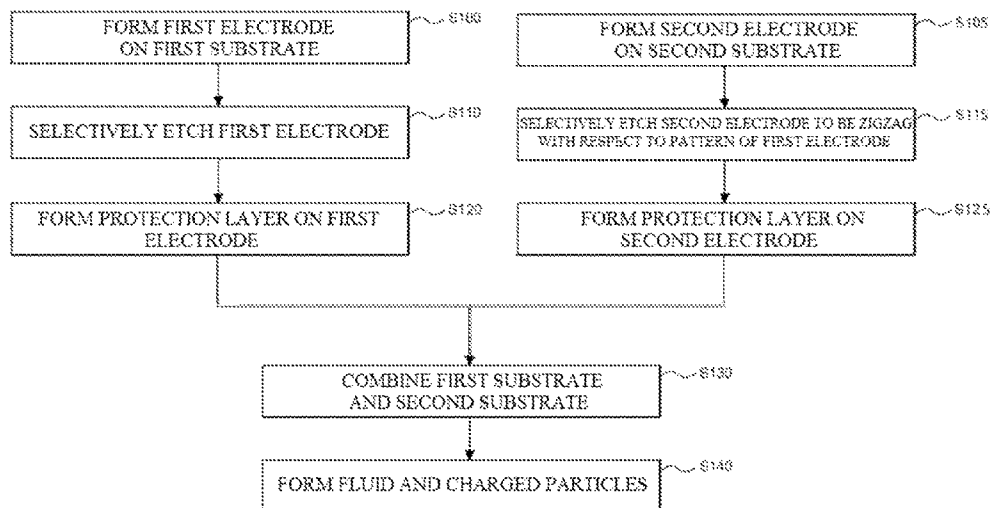 FORM FIRST ELECTRODE
ON FIRST SUBSTRATE
S100
SELECTIVELY ETCH FIRST ELECTRODE
S110
FORM PROTECTION LAYER ON FIRST
ELECTRODE
S120
FORM SECOND ELECTRODE
ON SECOND SUBSTRATE
S105
SELECTIVELY ETCH SECOND ELECTRODE TO BE ZIGZAG
WITH RESPECT TO PATTERN OF FIRST ELECTRODE
S115
FORM PROTECTION LAYER ON
SECOND ELECTRODE
S125
COMBINE FIRST SUBSTRATE
AND SECOND SUBSTRATE
S130
FORM FLUID AND CHARGED PARTICLES
S140